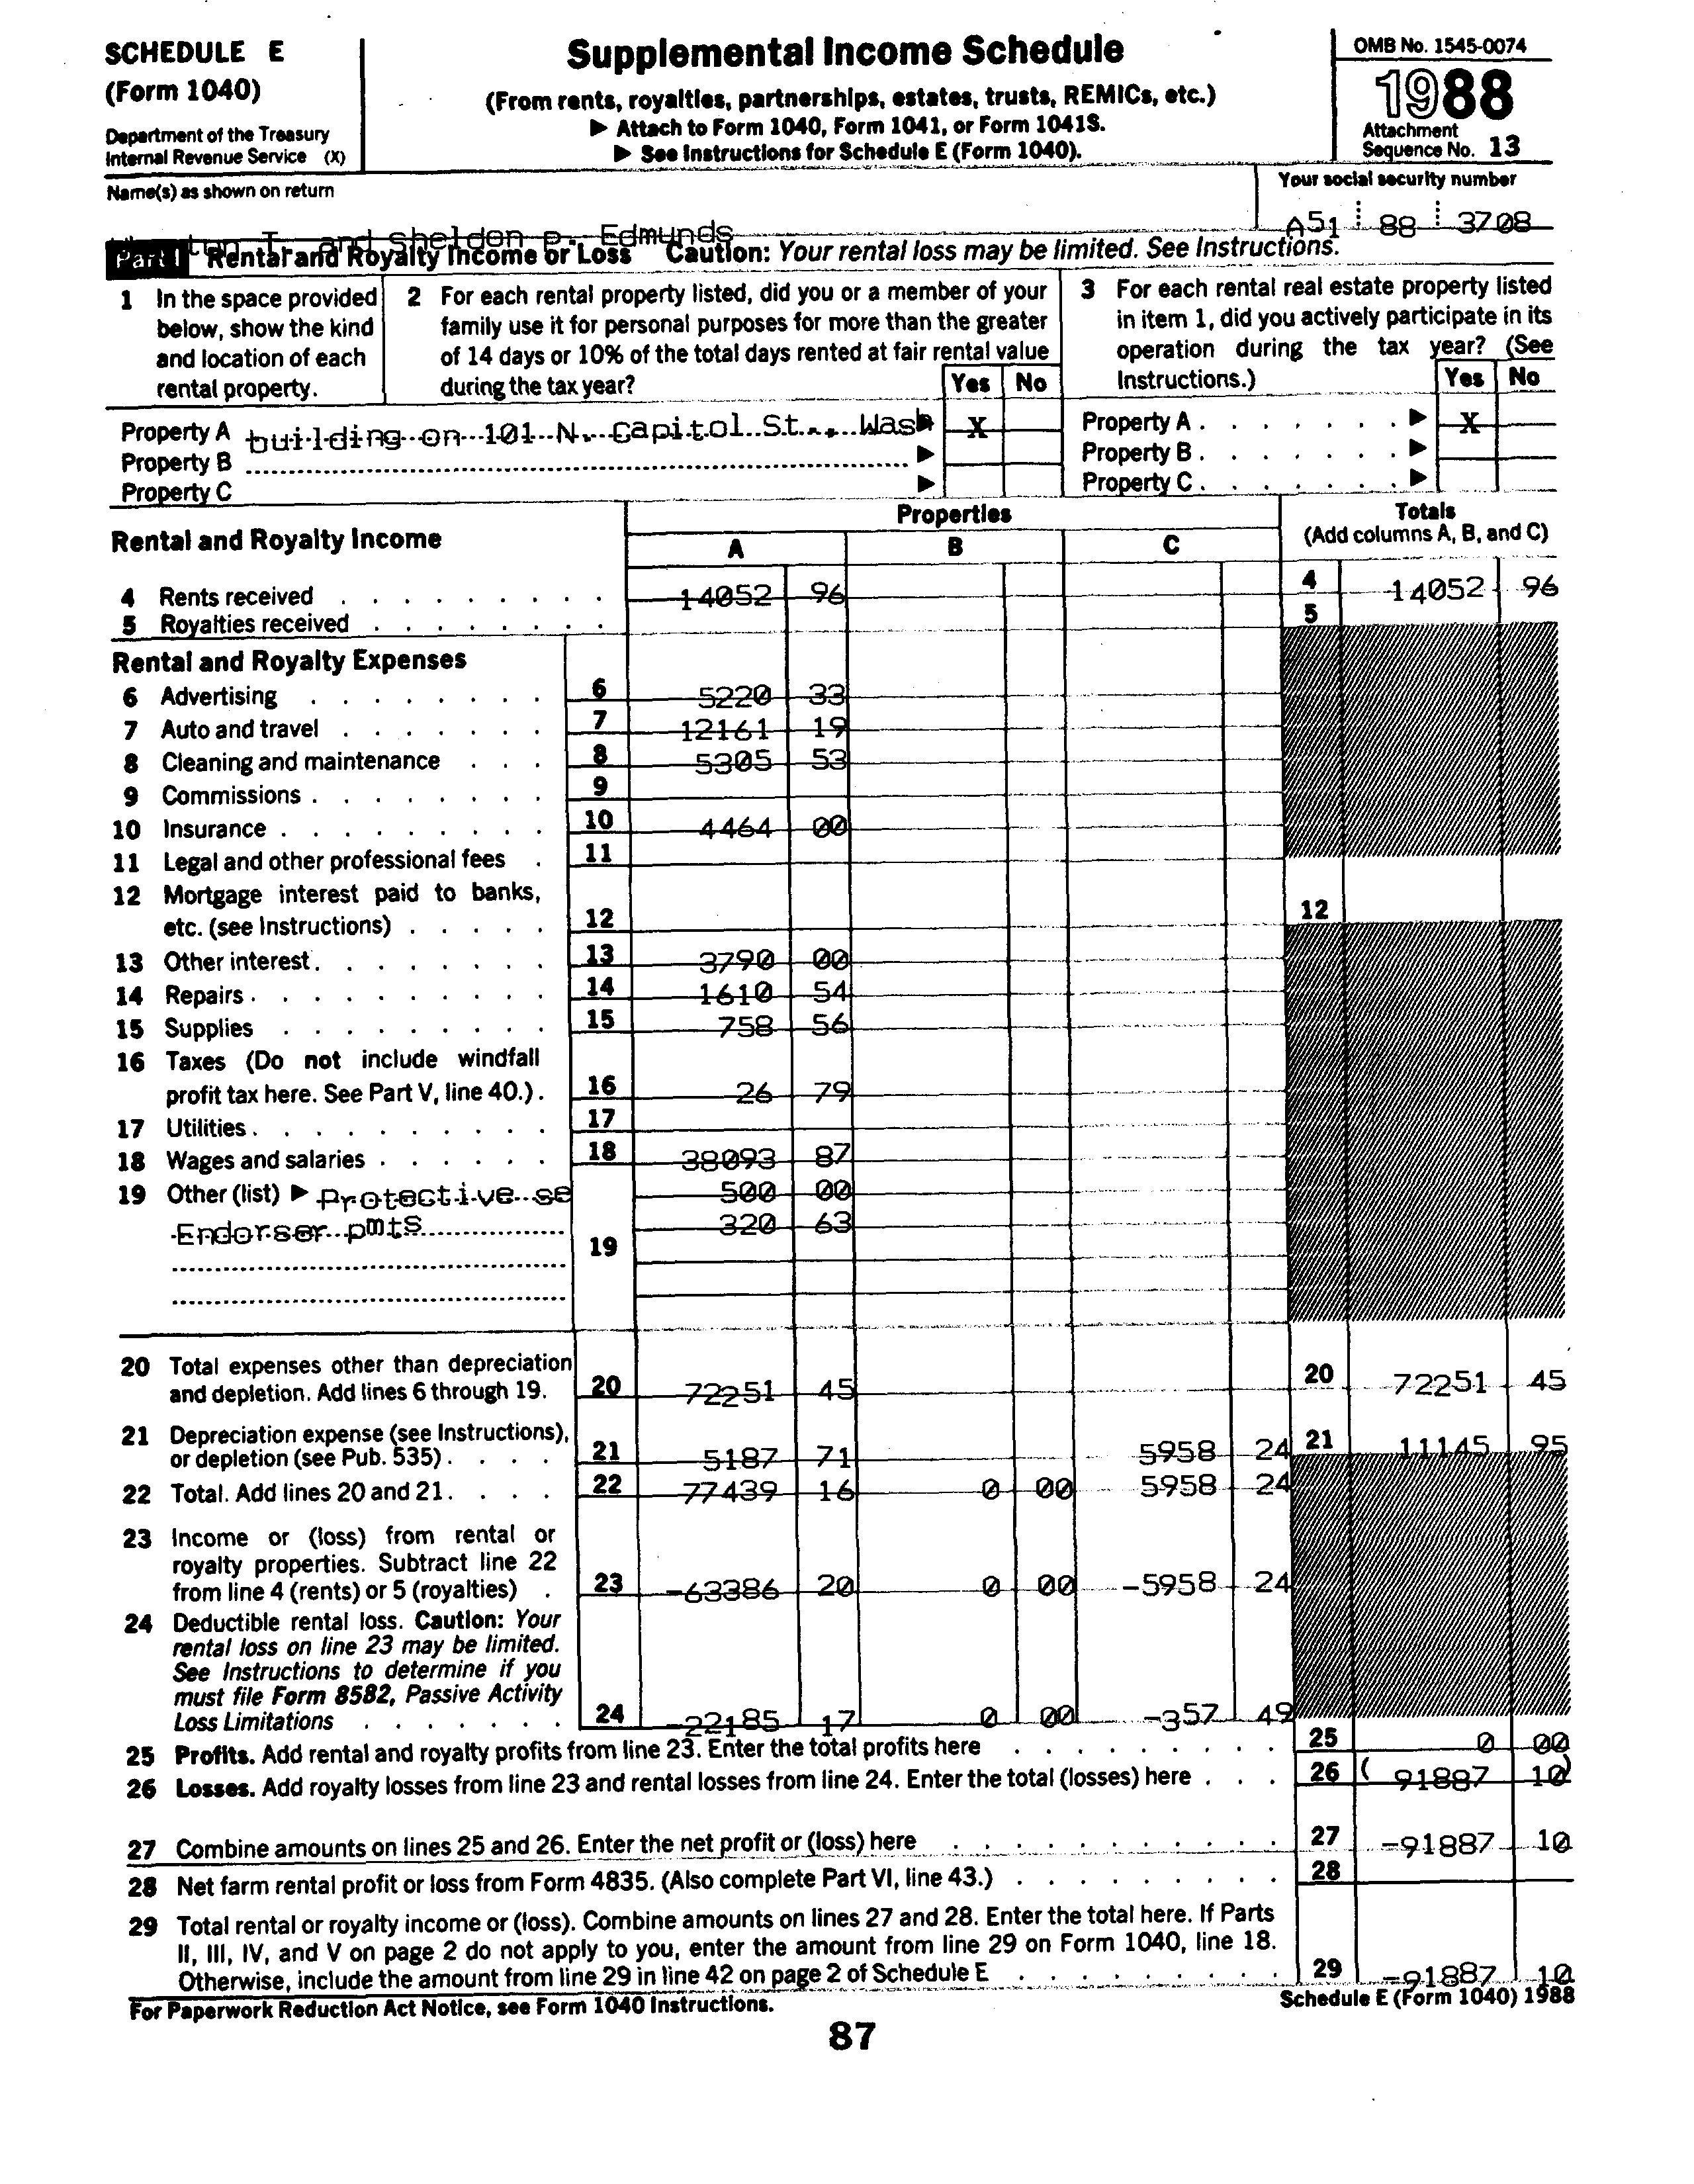 SCHEDULE E
(Form 1040)
Department of the Treasury
Internal Revenue Service (X)
Supplemental Income Schedule
(From rents, royalties, partnerships, estates, trusts, REMICs, etc.)
▶ Attach to Form 1040, Form 1041, or Form 1041S.
▶ See Instructions for Schedule E (Form 1040).
OMB No. 1545-0074
1988
Attachment
Sequence No. 13
Name(s) as shown on return
Your social security number
T. and Sheldon P. Edmunds
A51 88 3708
Part I Rental and Royalty Income or Loss Caution: Your rental loss may be limited. See Instructions.
1 In the space provided
below, show the kind
and location of each
rental property.
2 For each rental property listed, did you or a member of your
family use it for personal purposes for more than the greater
of 14 days or 10% of the total days rented at fair rental value
during the tax year? Yes No
3 For each rental real estate property listed
in item 1, did you actively participate in its
operation during the tax year? (See
Instructions.) Yes No
Property A building on 101 N. Capitol St., Wash ▶ X
Property B ▶
Property C ▶
Property A . . . . . . . ▶ X
Property B . . . . . . . ▶
Property C . . . . . . . ▶
Rental and Royalty Income
Properties
A B C
Totals
(Add columns A, B, and C)
4 Rents received 14052 96 4 14052 96
5 Royalties received 5
Rental and Royalty Expenses
6 Advertising 6 5220 33
7 Auto and travel 7 12161 19
8 Cleaning and maintenance 8 5305 53
9 Commissions 9
10 Insurance 10 4464 00
11 Legal and other professional fees 11
12 Mortgage interest paid to banks,
etc. (see Instructions) 12 12
13 Other interest 13 3790 00
14 Repairs 14 1610 54
15 Supplies 15 758 56
16 Taxes (Do not include windfall
profit tax here. See Part V, line 40.) 16 26 79
17 Utilities 17
18 Wages and salaries 18 38093 87
19 Other (list) ▶ Protective se 500 00
Endorser pmts 320 63
19
20 Total expenses other than depreciation
and depletion. Add lines 6 through 19. 20 72251 45 20 72251 45
21 Depreciation expense (see Instructions),
or depletion (see Pub. 535) 21 5187 71 5958 24 21 11145 95
22 Total. Add lines 20 and 21 22 77439 16 0 00 5958 24
23 Income or (loss) from rental or
royalty properties. Subtract line 22
from line 4 (rents) or 5 (royalties) 23 -63386 20 0 00 -5958 24
24 Deductible rental loss. Caution: Your
rental loss on line 23 may be limited.
See Instructions to determine if you
must file Form 8582, Passive Activity
Loss Limitations 24 -22185 17 0 00 -357 49
25 Profits. Add rental and royalty profits from line 23. Enter the total profits here 25 0 00
26 Losses. Add royalty losses from line 23 and rental losses from line 24. Enter the total (losses) here 26 ( 91887 10)
27 Combine amounts on lines 25 and 26. Enter the net profit or (loss) here 27 -91887 10
28 Net farm rental profit or loss from Form 4835. (Also complete Part VI, line 43.) 28
29 Total rental or royalty income or (loss). Combine amounts on lines 27 and 28. Enter the total here. If Parts
II, III, IV, and V on page 2 do not apply to you, enter the amount from line 29 on Form 1040, line 18.
Otherwise, include the amount from line 29 in line 42 on page 2 of Schedule E 29 -91887 10
For Paperwork Reduction Act Notice, see Form 1040 Instructions. Schedule E (Form 1040) 1988
87